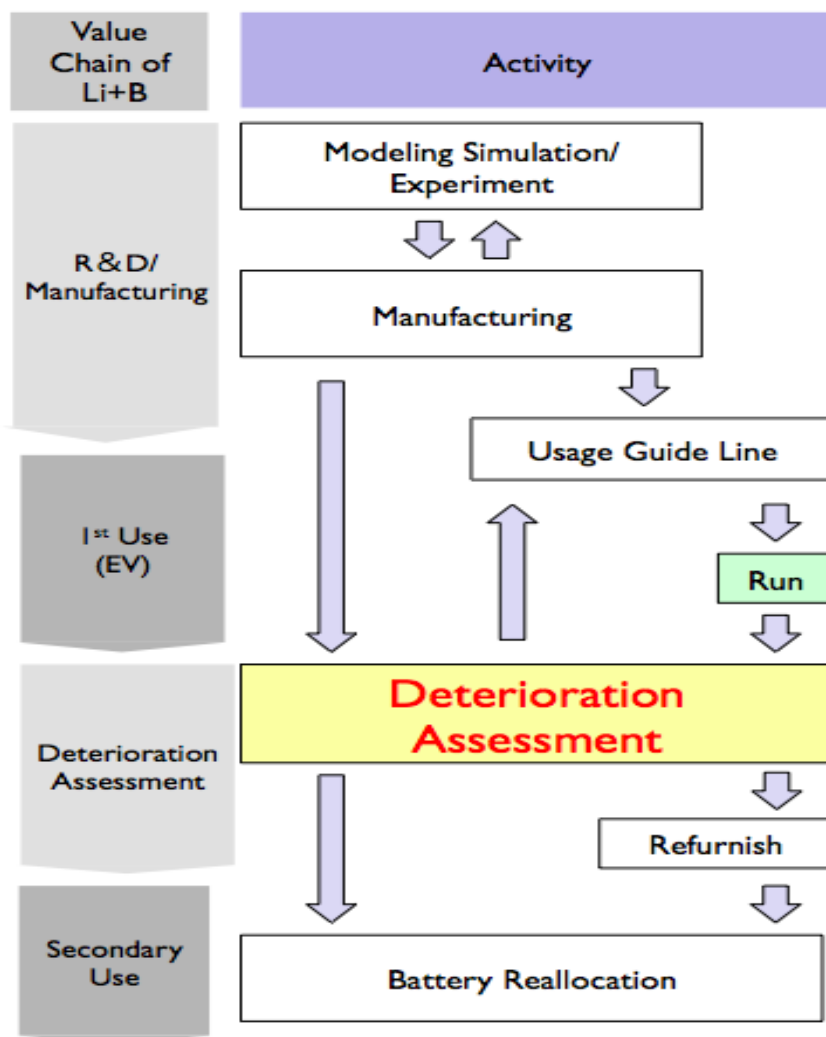 Value
Chain of
Li+B
Activity
Modeling Simulation/
Experiment
R&D/
Manufacturing
Manufacturing
Usage Guide Line
1st Use
(EV)
Run
Deterioration
Assessment
Deterioration
Assessment
Refurnish
Secondary
Use
Battery Reallocation